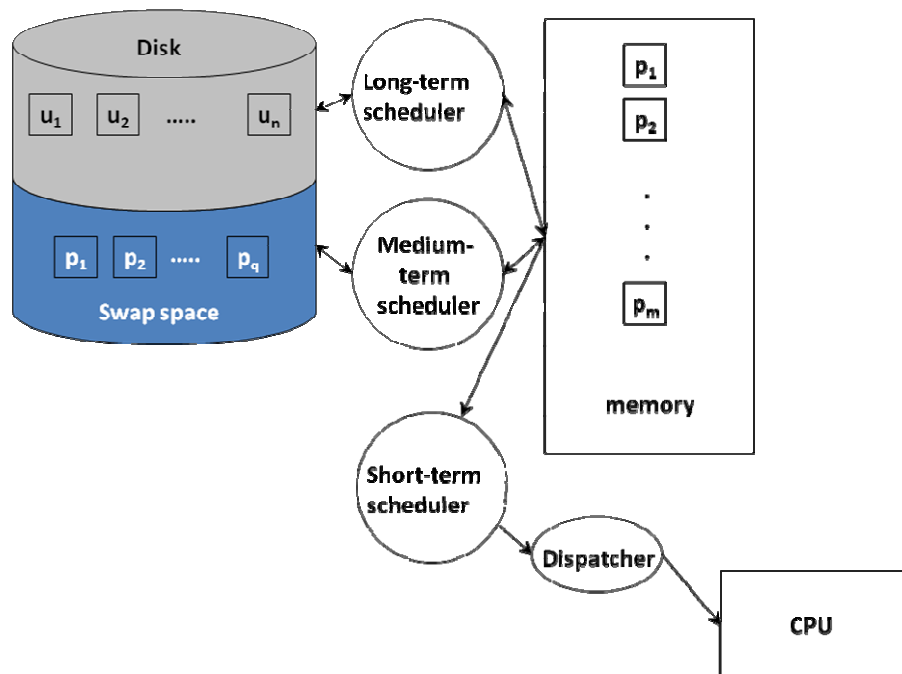 Disk
u1 u2 ..... un
p1 p2 ..... pq
Swap space
Long-term
scheduler
Medium-
term
scheduler
p1
p2
.
.
.
pm
memory
Short-term
scheduler
Dispatcher
CPU